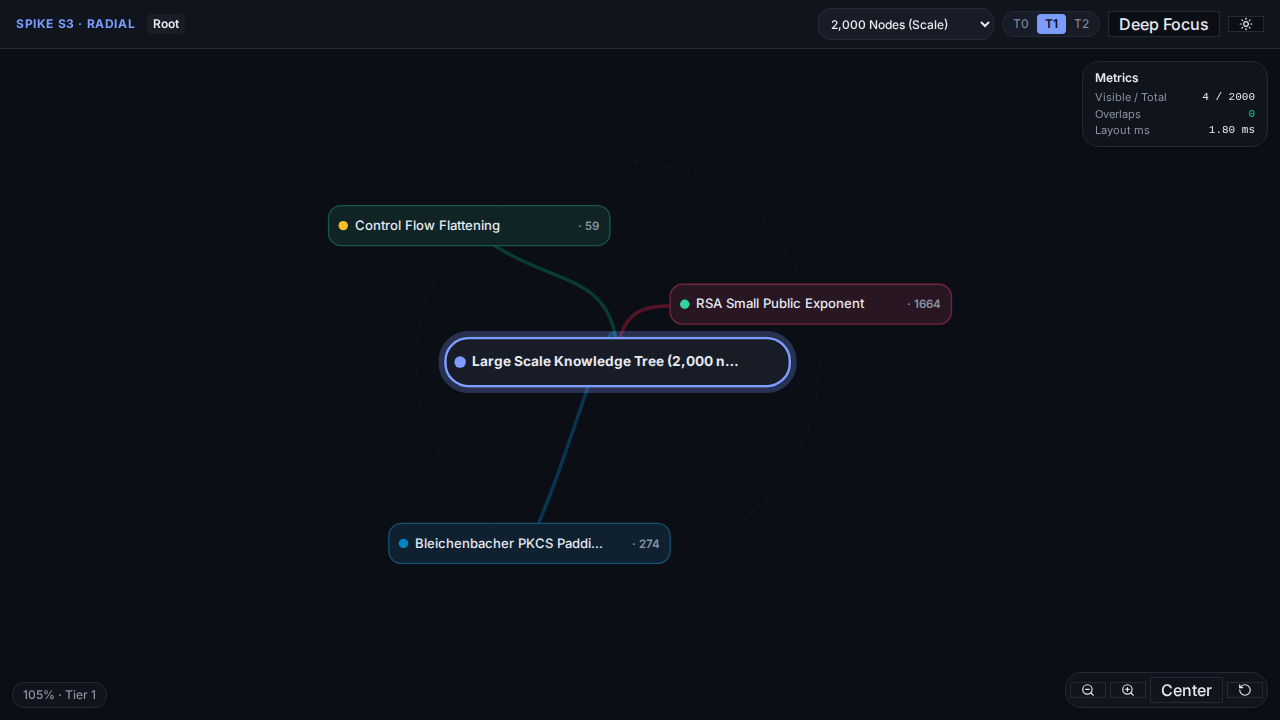 SPIKE S3 · RADIAL Root 2,000 Nodes (Scale) T0 T1 T2 Deep Focus
Metrics
Visible / Total 4 / 2000
Overlaps 0
Layout ms 1.80 ms
Control Flow Flattening · 59
RSA Small Public Exponent · 1664
Large Scale Knowledge Tree (2,000 n...
Bleichenbacher PKCS Paddi... · 274
105% · Tier 1 Center